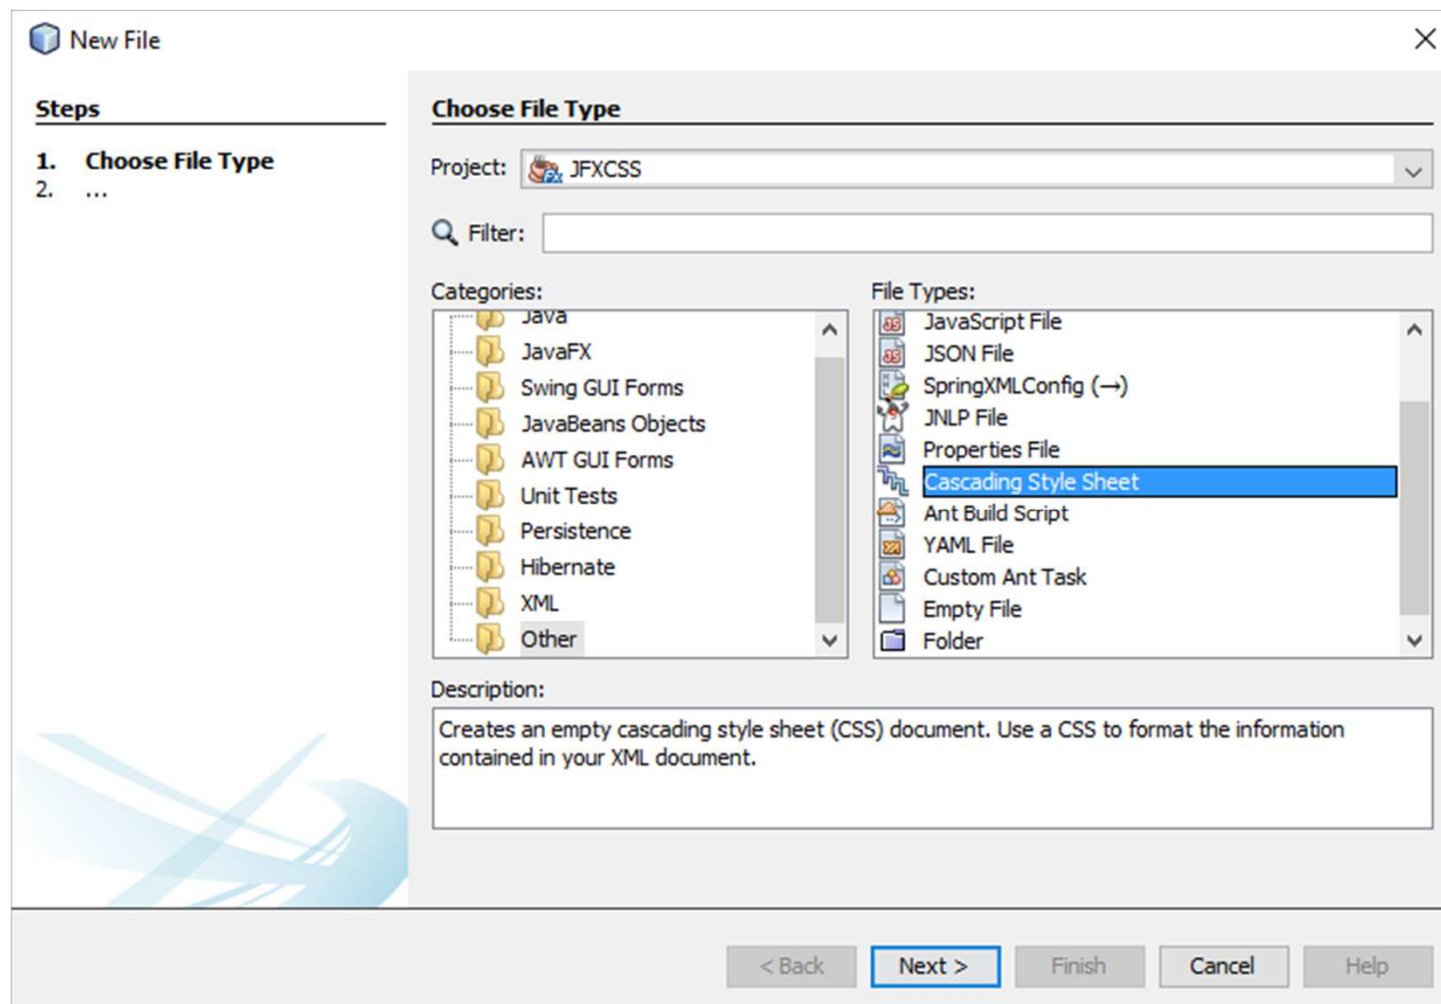 New File
Steps
1. Choose File Type
2. ...
Choose File Type
Project: JFXCSS
Filter:
Categories:
Java
JavaFX
Swing GUI Forms
JavaBeans Objects
AWT GUI Forms
Unit Tests
Persistence
Hibernate
XML
Other
File Types:
JavaScript File
JSON File
SpringXMLConfig (→)
JNLP File
Properties File
Cascading Style Sheet
Ant Build Script
YAML File
Custom Ant Task
Empty File
Folder
Description:
Creates an empty cascading style sheet (CSS) document. Use a CSS to format the information
contained in your XML document.
< Back Next > Finish Cancel Help